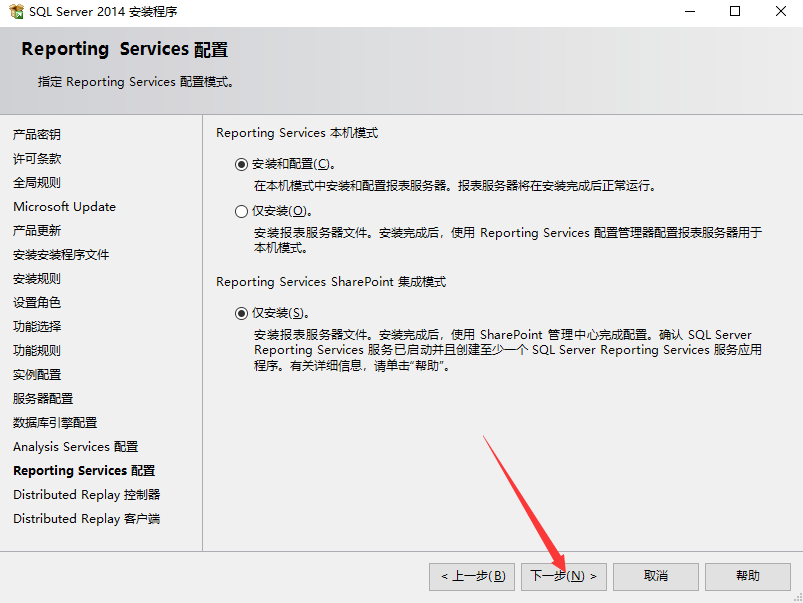 SQL Server 2014 安装程序
Reporting Services 配置
指定 Reporting Services 配置模式。
产品密钥
许可条款
全局规则
Microsoft Update
产品更新
安装安装程序文件
安装规则
设置角色
功能选择
功能规则
实例配置
服务器配置
数据库引擎配置
Analysis Services 配置
Reporting Services 配置
Distributed Replay 控制器
Distributed Replay 客户端
Reporting Services 本机模式
安装和配置(C)。
在本机模式中安装和配置报表服务器。报表服务器将在安装完成后正常运行。
仅安装(O)。
安装报表服务器文件。安装完成后，使用 Reporting Services 配置管理器配置报表服务器用于
本机模式。
Reporting Services SharePoint 集成模式
仅安装(S)。
安装报表服务器文件。安装完成后，使用 SharePoint 管理中心完成配置。确认 SQL Server
Reporting Services 服务已启动并且创建至少一个 SQL Server Reporting Services 服务应用
程序。有关详细信息，请单击“帮助”。
< 上一步(B)
下一步(N) >
取消
帮助